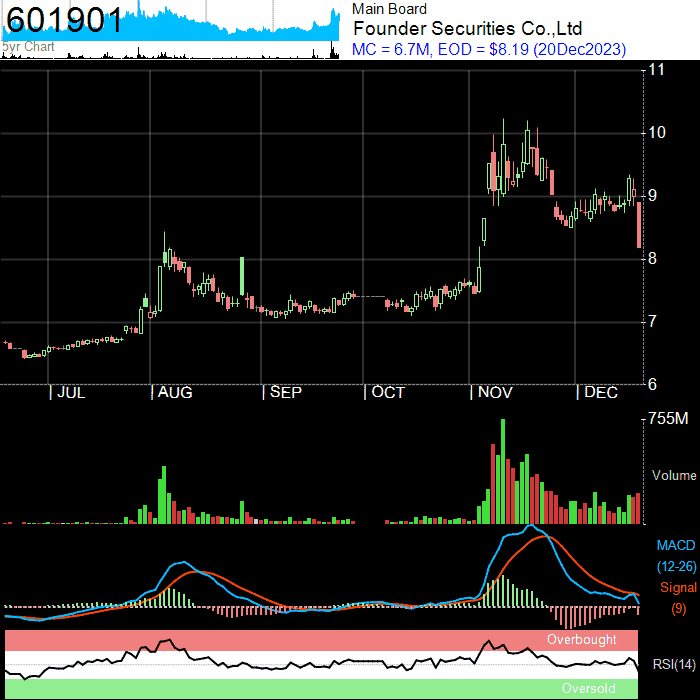 601901
5yr Chart
Main Board
Founder Securities Co.,Ltd
MC = 6.7M, EOD = $8.19 (20Dec2023)
11
10
9
8
7
6
JUL AUG SEP OCT NOV DEC
755M
Volume
MACD
(12-26)
Signal
(9)
Overbought
RSI(14)
Oversold